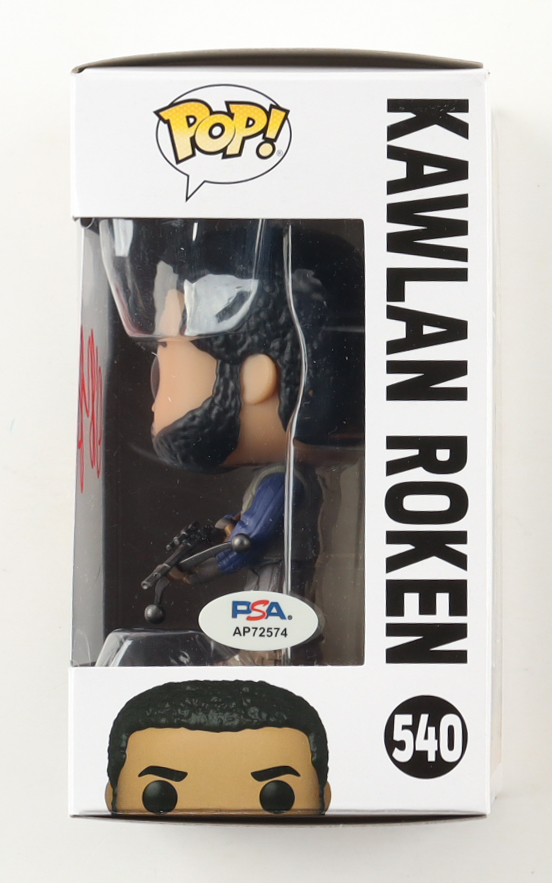 POP!
KAWLAN ROKEN
PSA.
AP72574
540